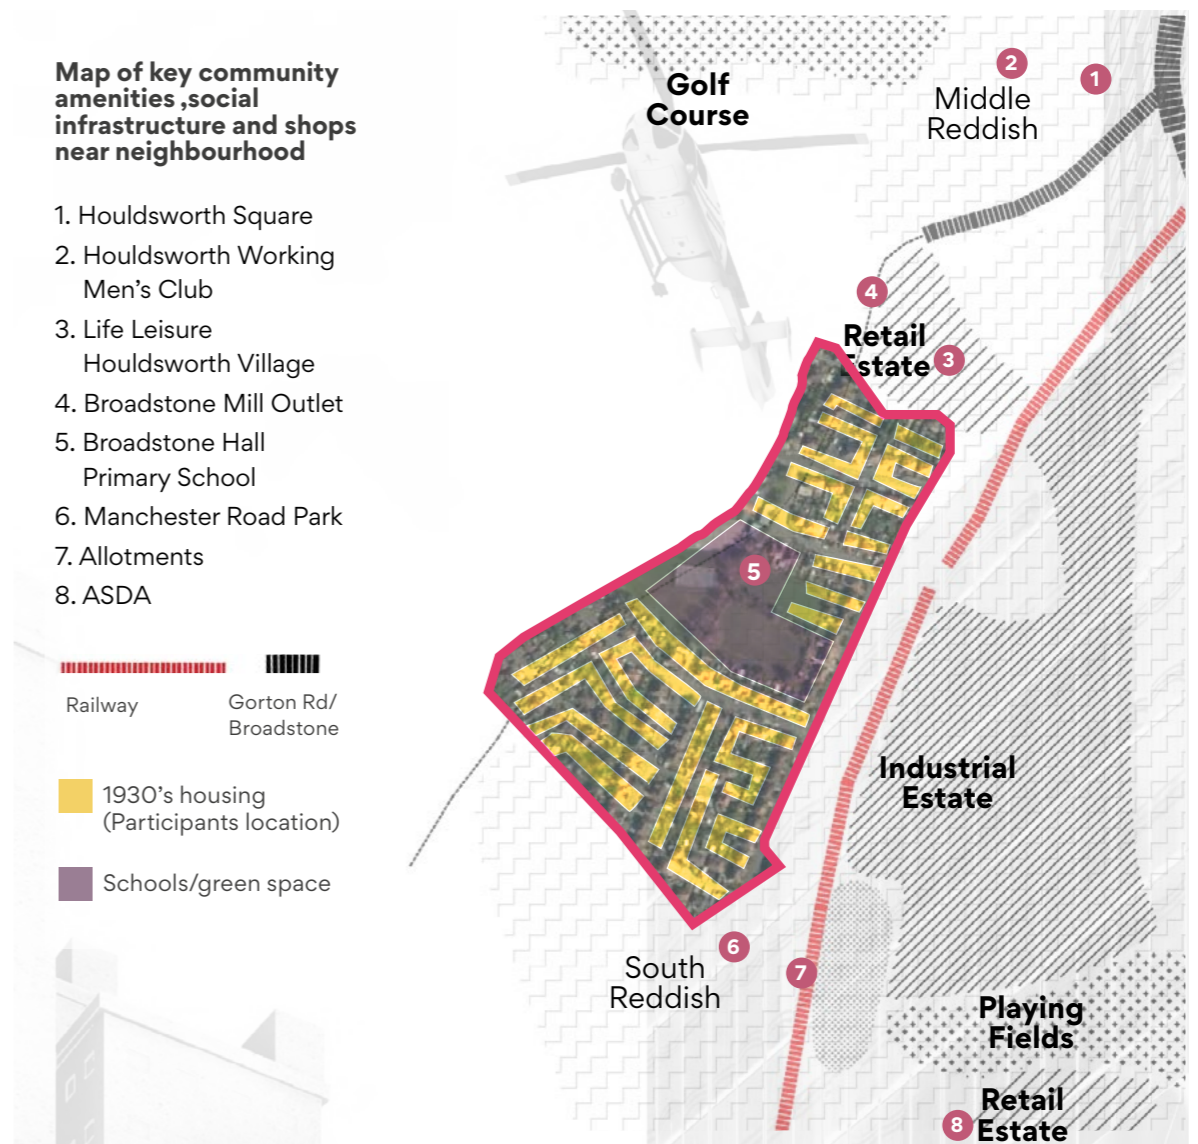 Map of key community
amenities ,social
infrastructure and shops
near neighbourhood
1. Houldsworth Square
2. Houldsworth Working
Men's Club
3. Life Leisure
Houldsworth Village
4. Broadstone Mill Outlet
5. Broadstone Hall
Primary School
6. Manchester Road Park
7. Allotments
8. ASDA
Railway
Gorton Rd/
Broadstone
1930's housing
(Participants location)
Schools/green space
Golf
Course
2
1
Middle
Reddish
4
Retail
Estate
3
5
Industrial
Estate
6
South
Reddish
7
Playing
Fields
Retail
Estate
8